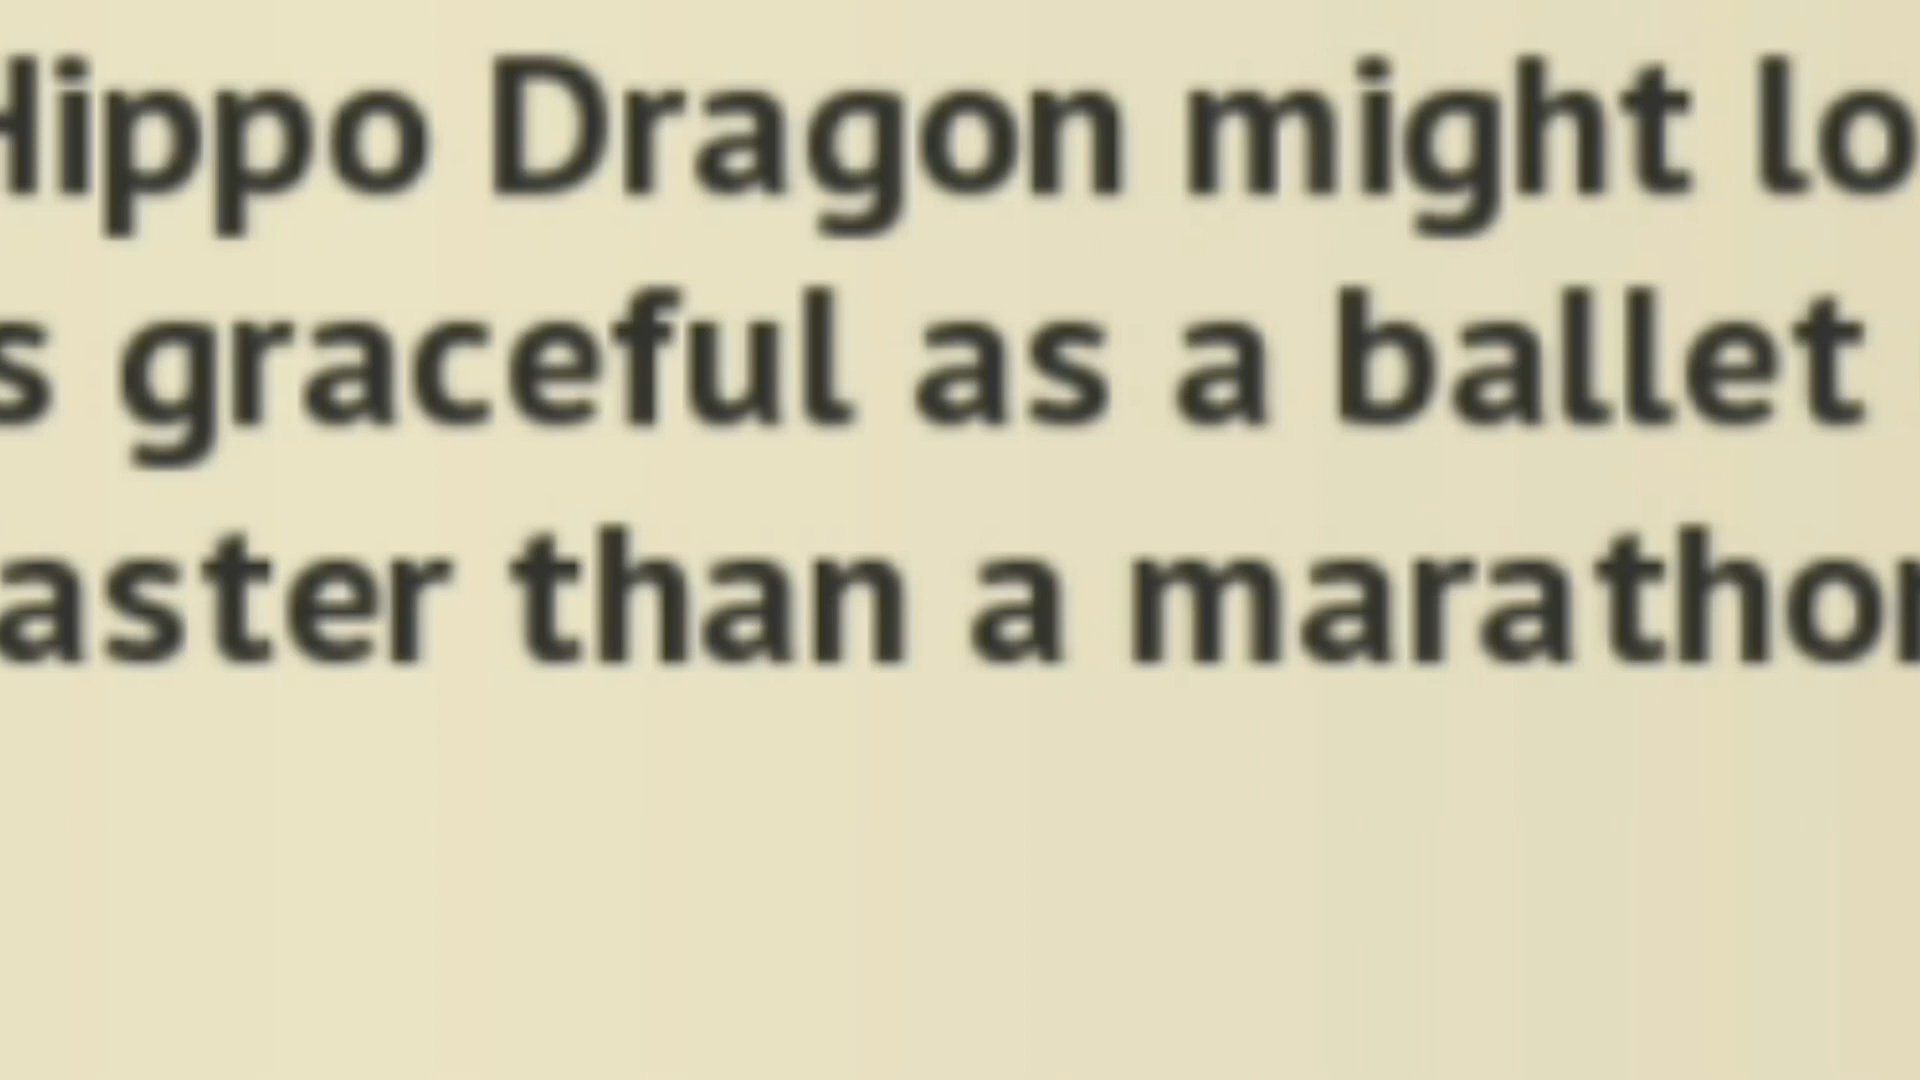 Hippo Dragon might lo
s graceful as a ballet
aster than a marathon